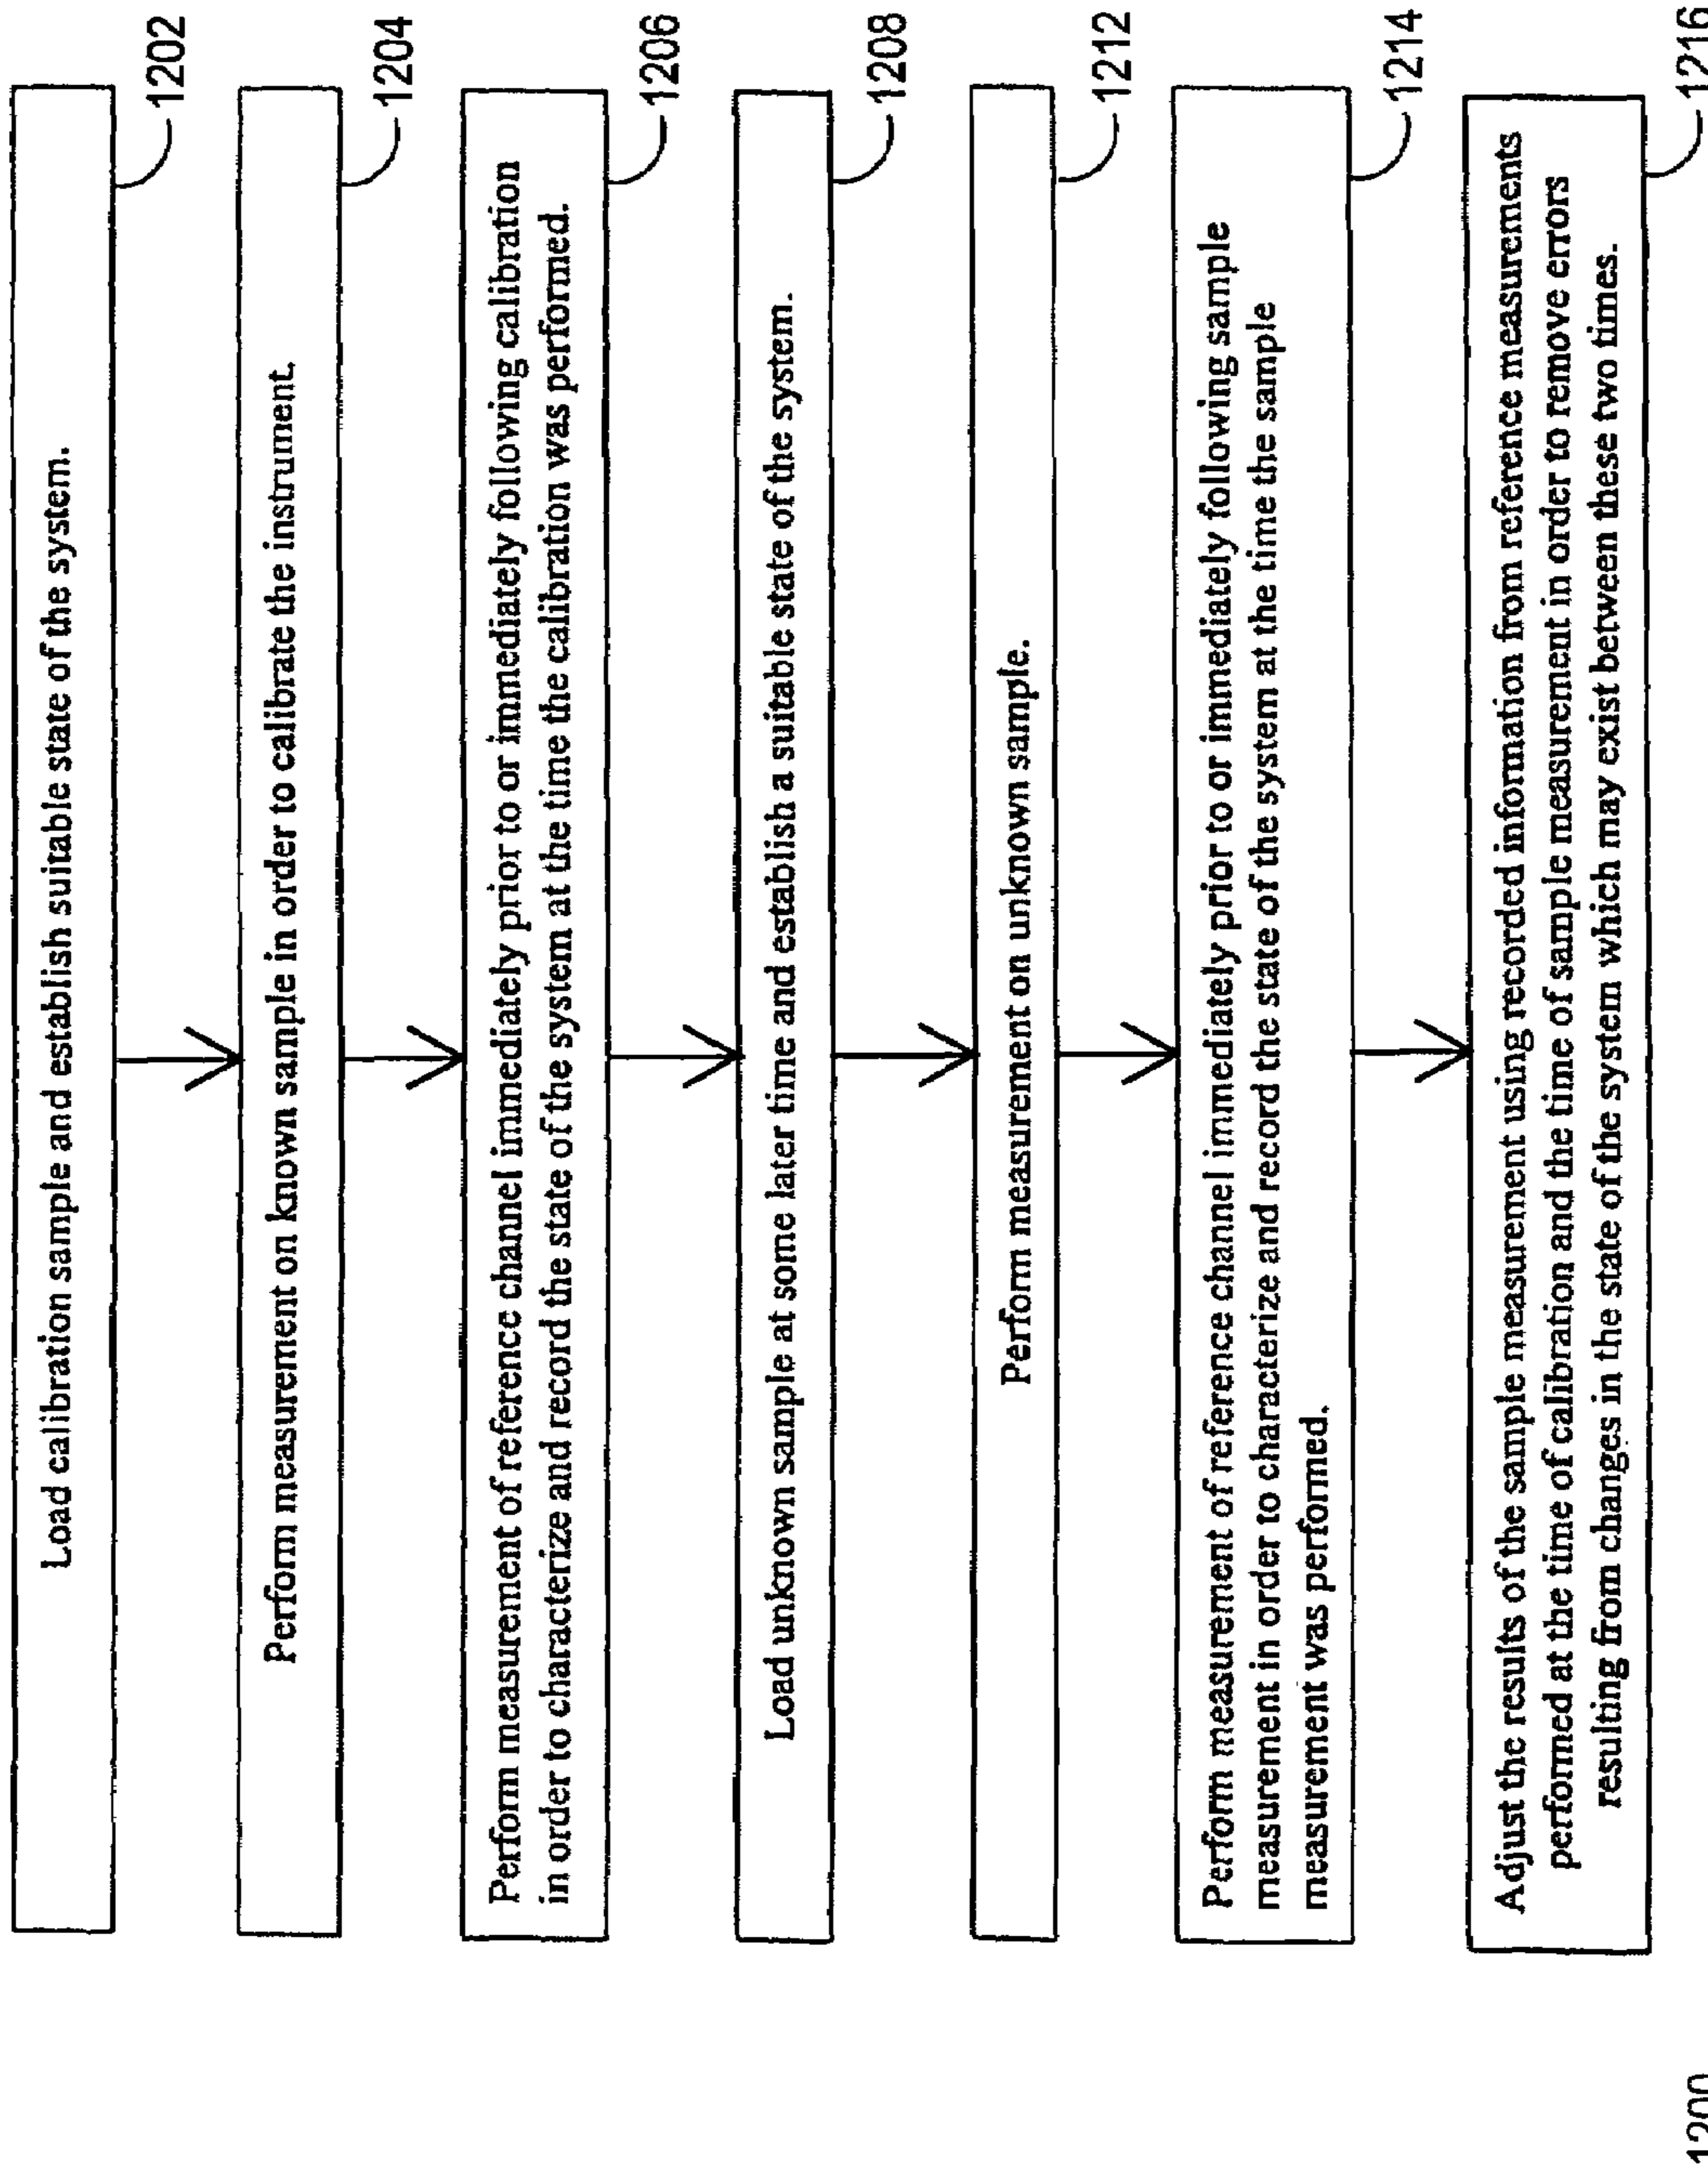 Load calibration sample and establish suitable state of the system.
1202
Perform measurement on known sample in order to calibrate the instrument.
1204
Perform measurement of reference channel immediately prior to or immediately following calibration
in order to characterize and record the state of the system at the time the calibration was performed.
1206
Load unknown sample at some later time and establish a suitable state of the system.
1208
Perform measurement on unknown sample.
1212
Perform measurement of reference channel immediately prior to or immediately following sample
measurement in order to characterize and record the state of the system at the time the sample
measurement was performed.
1214
Adjust the results of the sample measurement using recorded information from reference measurements
performed at the time of calibration and the time of sample measurement in order to remove errors
resulting from changes in the state of the system which may exist between these two times.
1216
1200